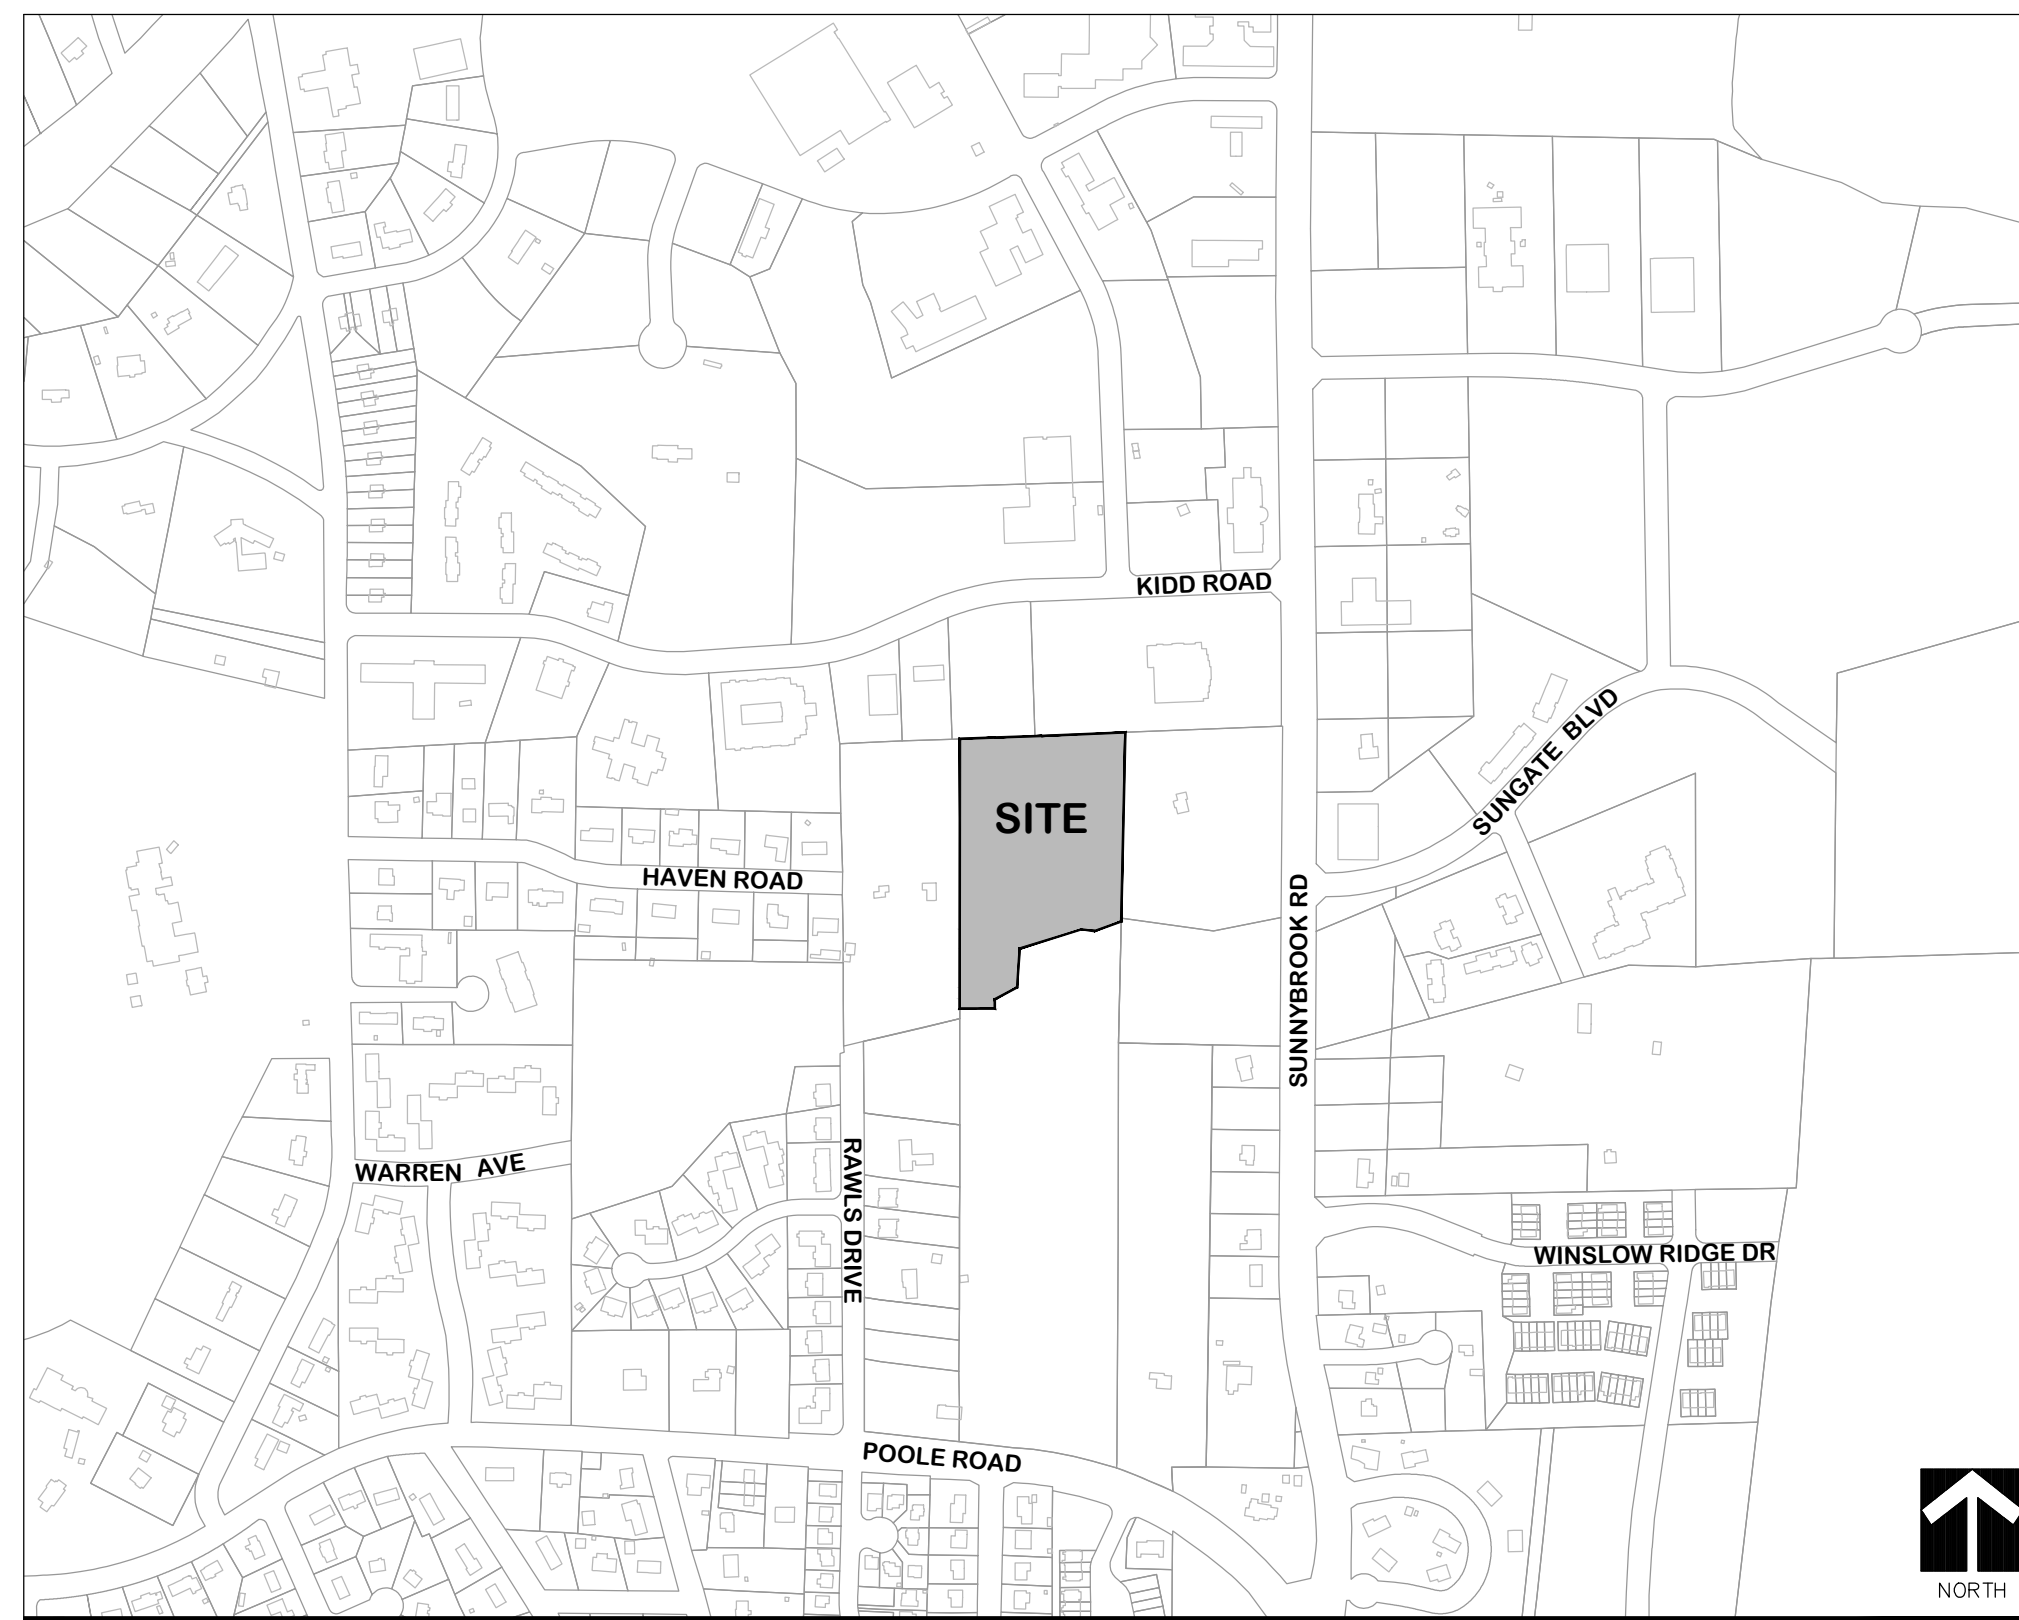 KIDD ROAD
SUNGATE BLVD
SITE
HAVEN ROAD
SUNNYBROOK RD
WARREN AVE
RAWLS DRIVE
WINSLOW RIDGE DR
POOLE ROAD
NORTH